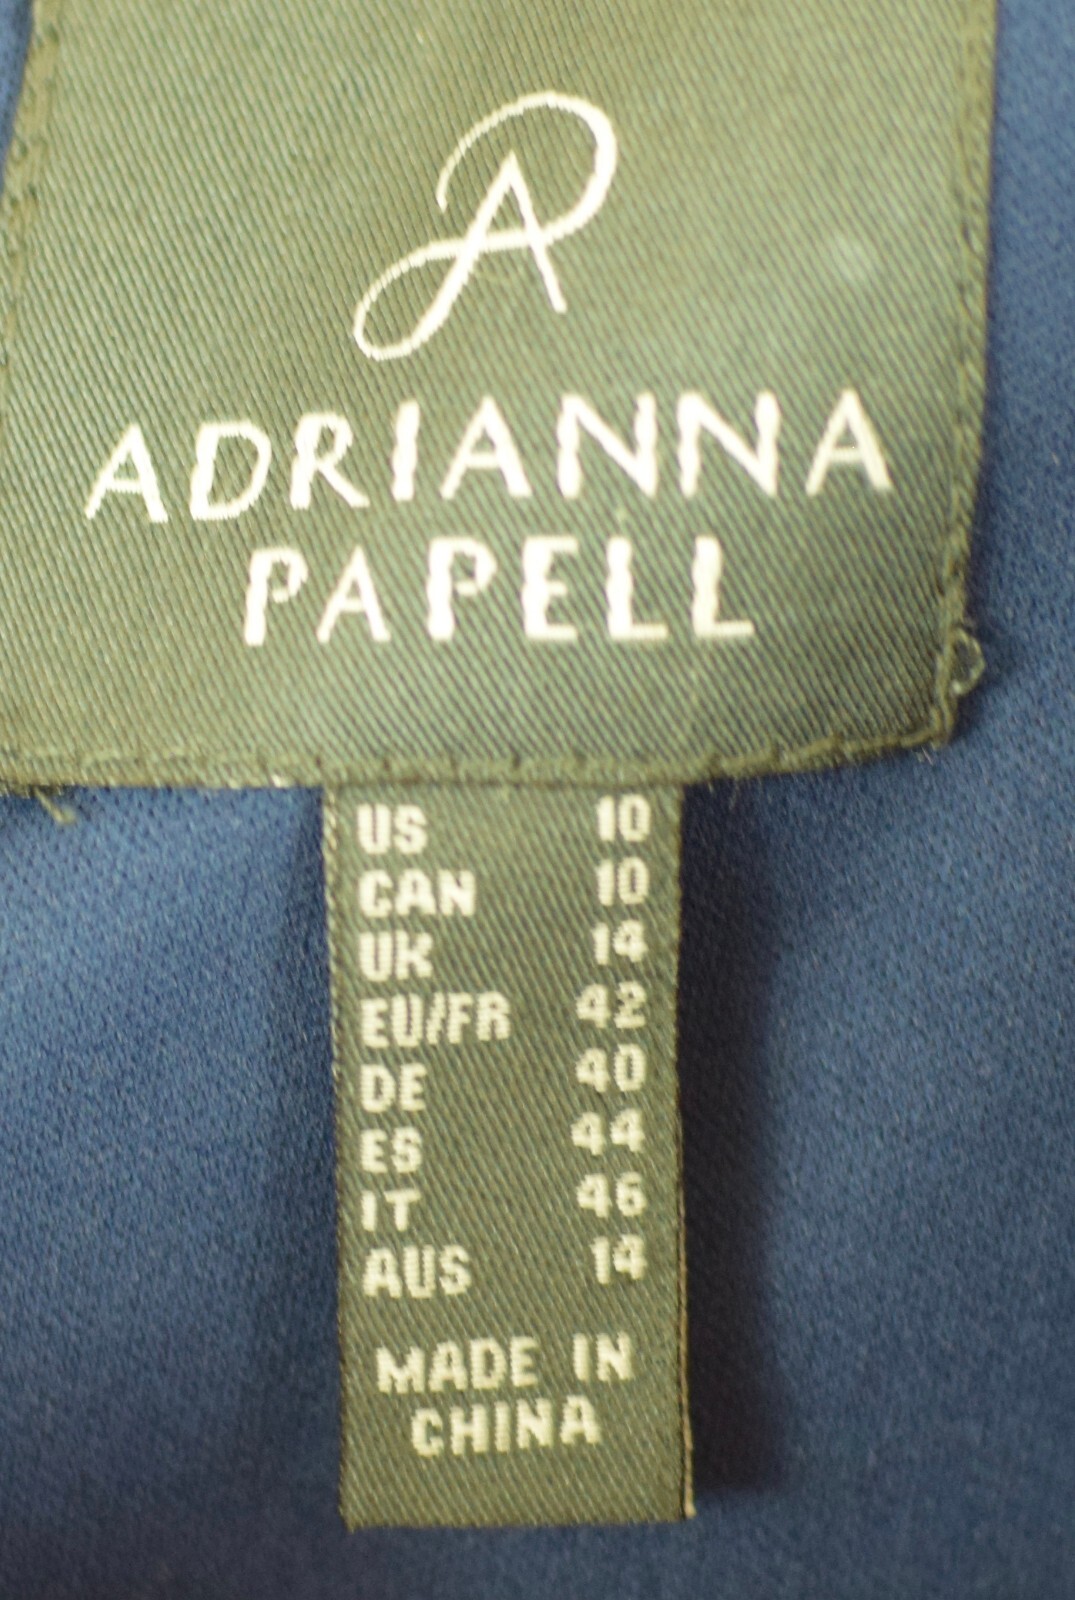 AP
ADRIANNA
PAPELL
US 10
CAN 10
UK 14
EU/FR 42
DE 40
ES 44
IT 46
AUS 14
MADE IN
CHINA